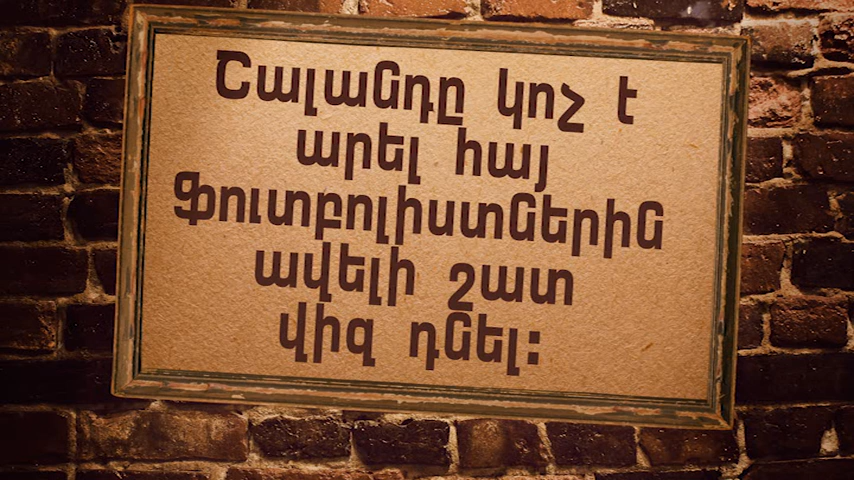 Շալանդը կոչ է
արել հայ
ֆուտբոլիստներին
ավելի շատ
վիզ դնել: